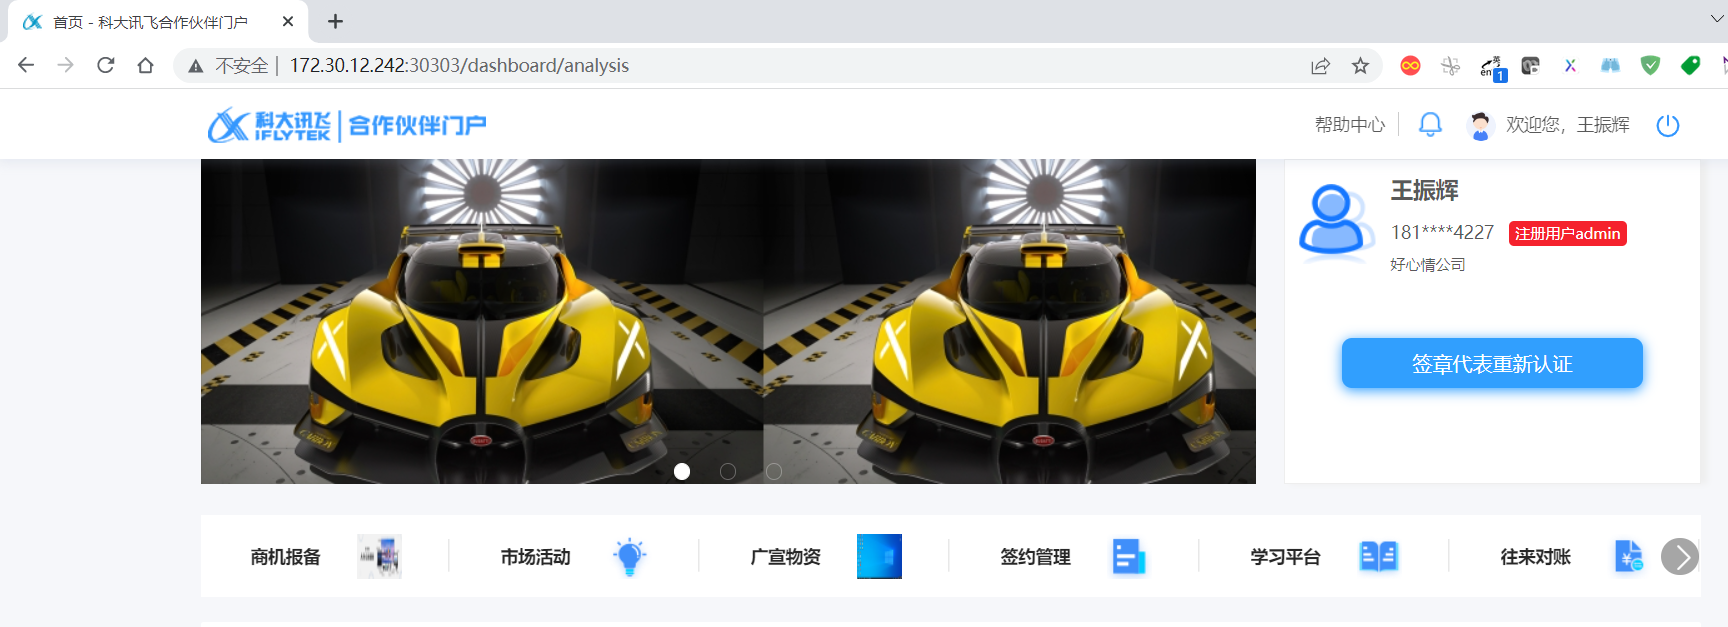 首页 - 科大讯飞合作伙伴门户
不安全 | 172.30.12.242:30303/dashboard/analysis
英
en
1
科大讯飞
iFLYTEK
合作伙伴门户
帮助中心
欢迎您, 王振辉
王振辉
181****4227 注册用户admin
好心情公司
签章代表重新认证
商机报备 市场活动 广宣物资 签约管理 学习平台 往来对账